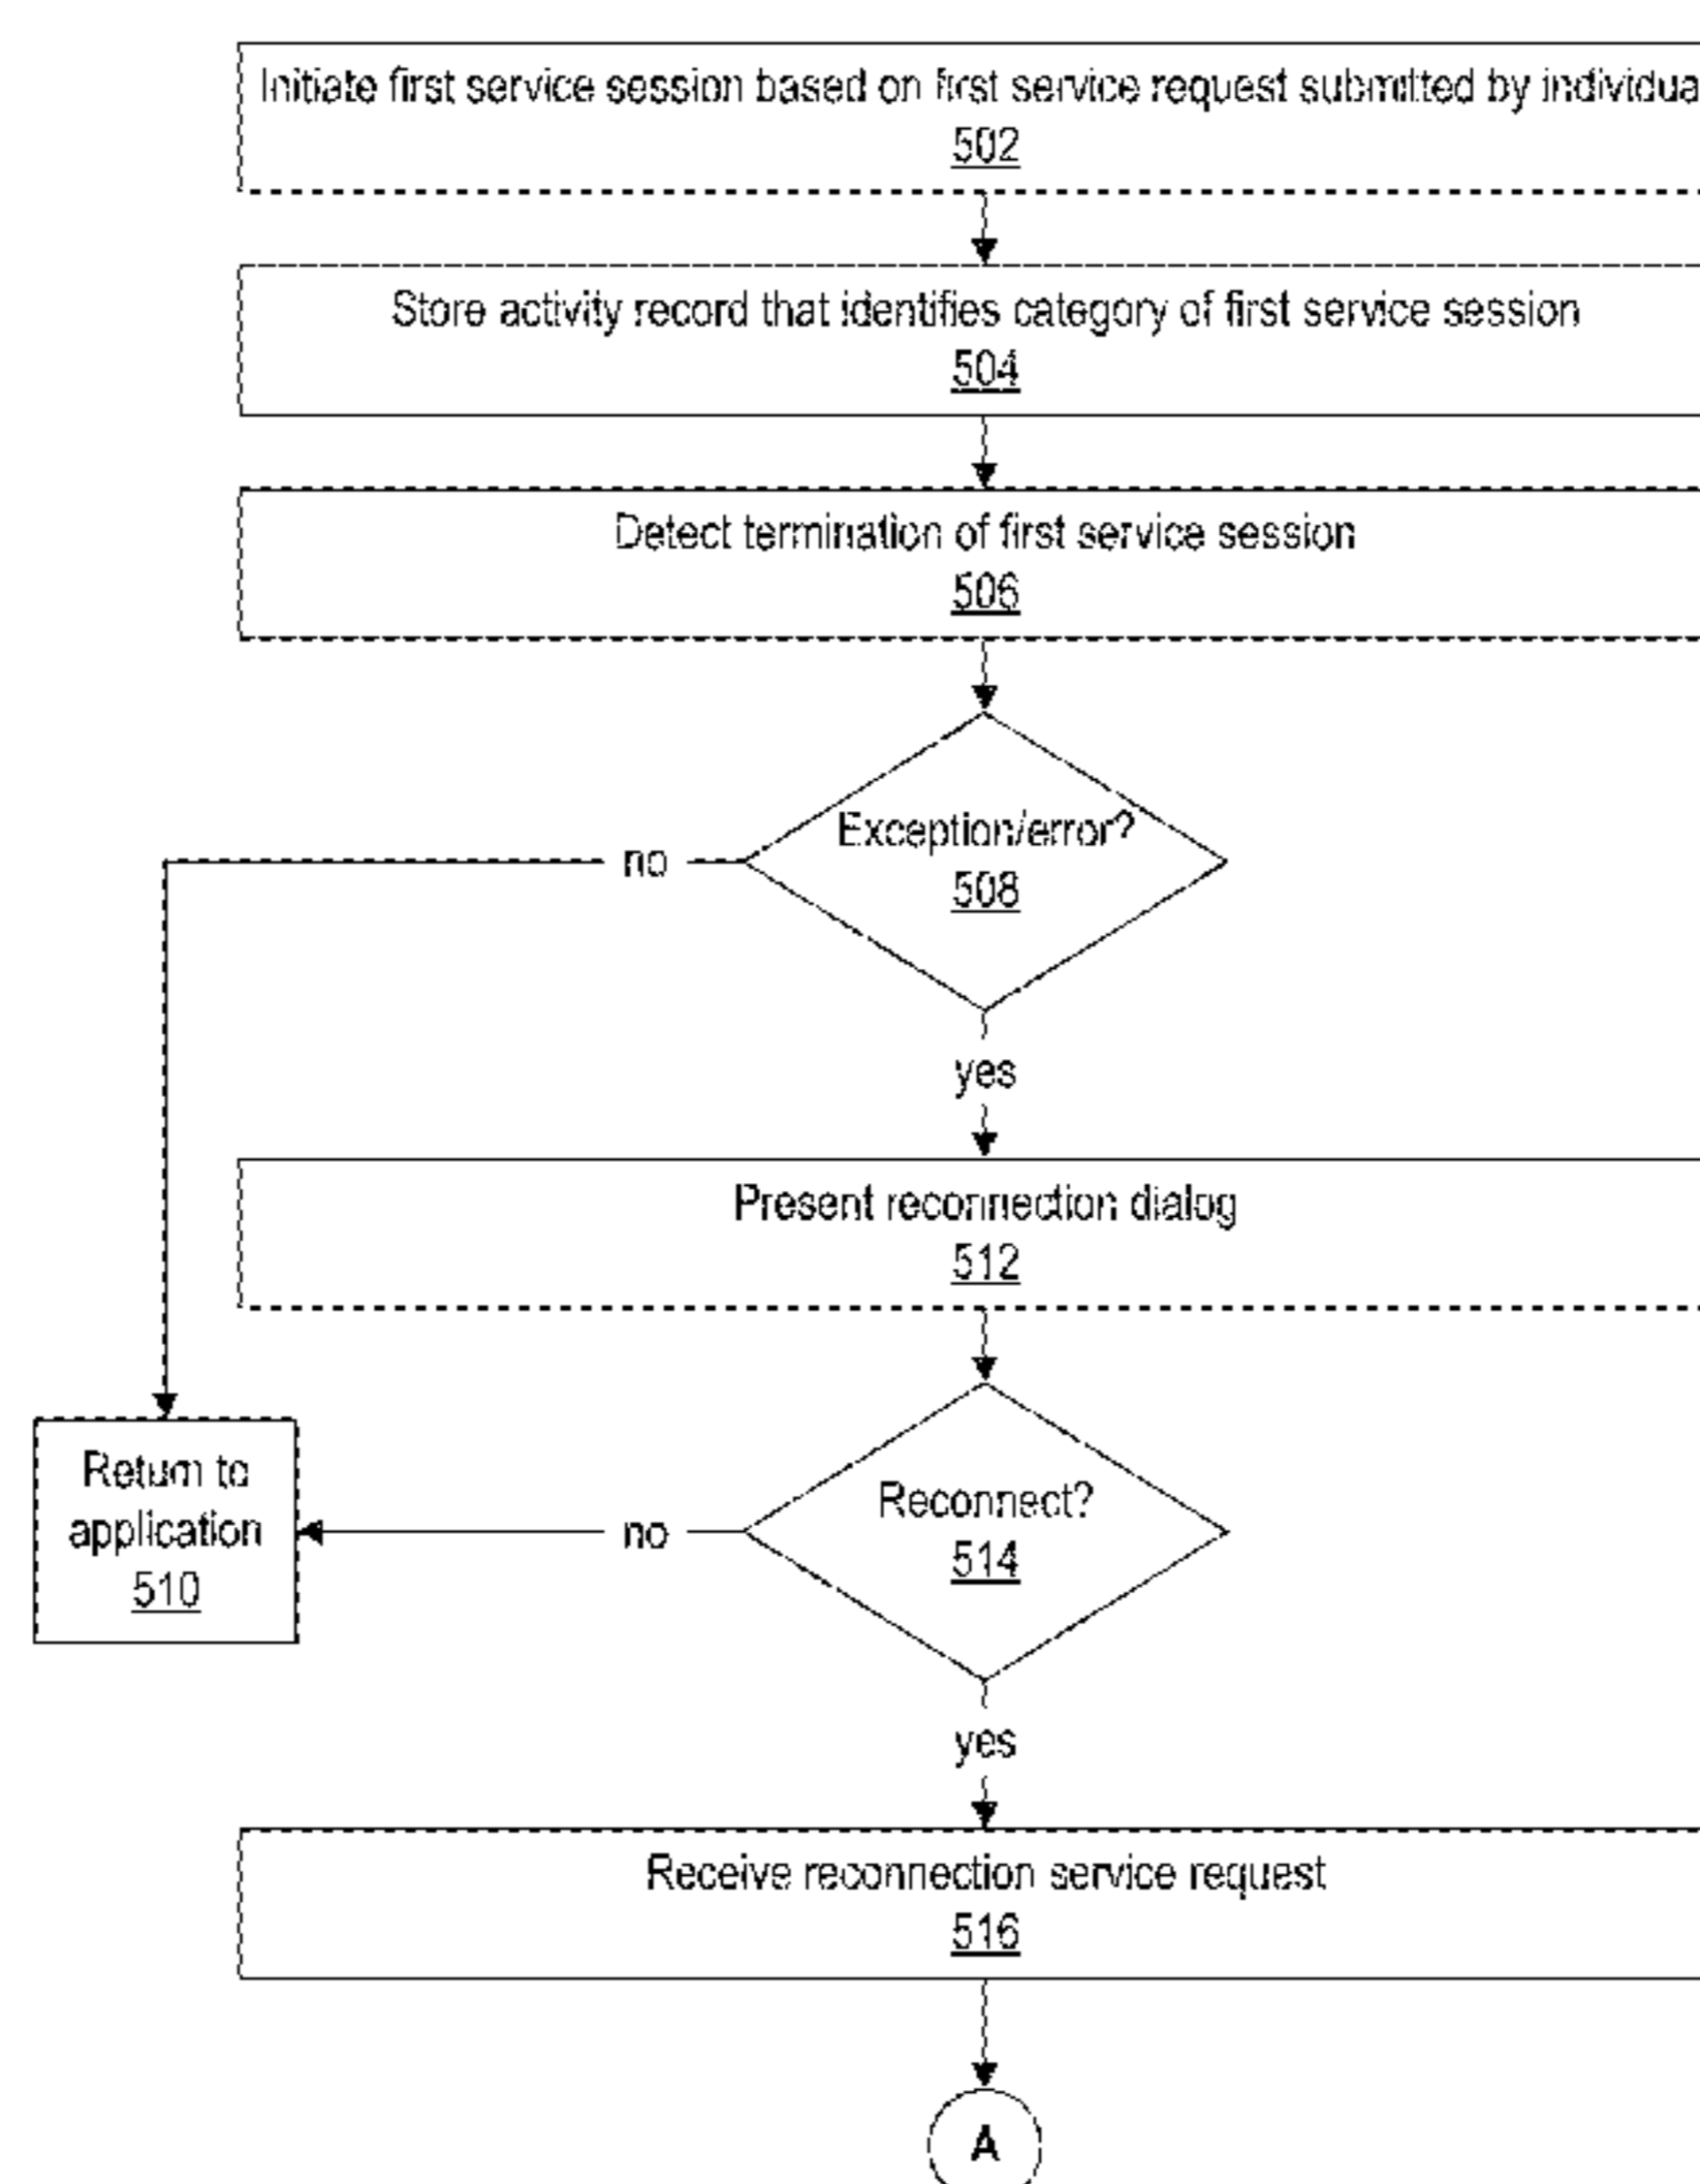 Initiate first service session based on first service request submitted by individua
502
Store activity record that identifies category of first service session
504
Detect termination of first service session
506
Exception/error?
508
no
yes
Present reconnection dialog
512
Return to
application
510
no
Reconnect?
514
yes
Receive reconnection service request
516
A